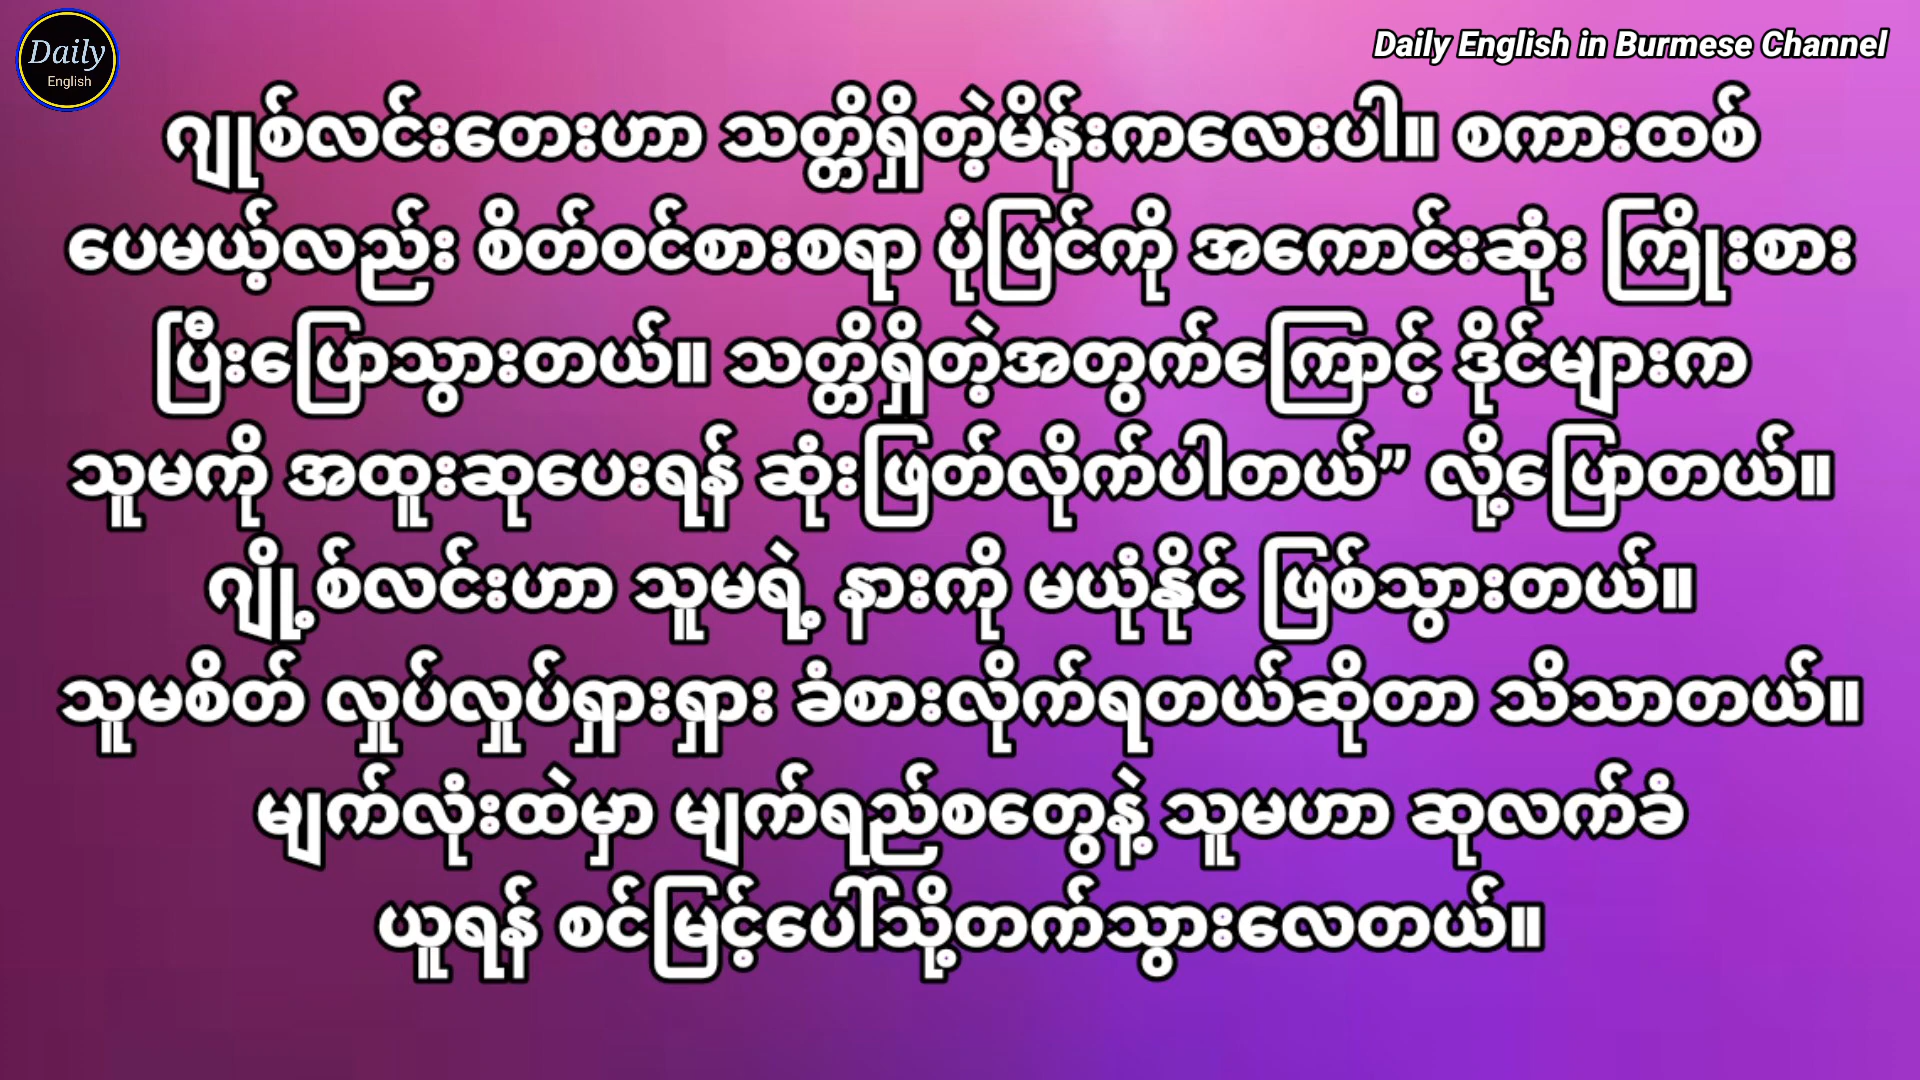 Daily
English
Daily English in Burmese Channel
ဂျုစ်လင်းတေးဟာ သတ္တိရှိတဲ့မိန်းကလေးပါ။ စကားထစ်
ပေမယ့်လည်း စိတ်ဝင်စားစရာ ပုံပြင်ကို အကောင်းဆုံး ကြိုးစား
ပြီးပြောသွားတယ်။ သတ္တိရှိတဲ့အတွက်ကြောင့် ဒိုင်များက
သူမကို အထူးဆုပေးရန် ဆုံးဖြတ်လိုက်ပါတယ်” လို့ပြောတယ်။
ဂျို့စ်လင်းဟာ သူမရဲ့ နားကို မယုံနိုင် ဖြစ်သွားတယ်။
သူမစိတ် လှုပ်လှုပ်ရှားရှား ခံစားလိုက်ရတယ်ဆိုတာ သိသာတယ်။
မျက်လုံးထဲမှာ မျက်ရည်စတွေနဲ့ သူမဟာ ဆုလက်ခံ
ယူရန် စင်မြင့်ပေါ်သို့တက်သွားလေတယ်။